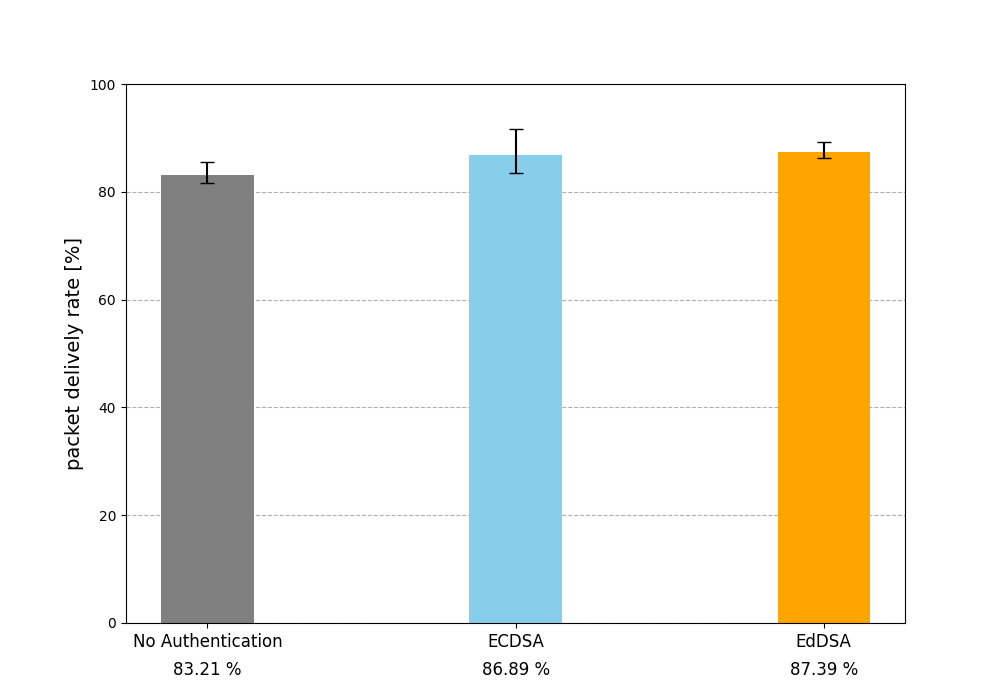 100
80
60
40
20
0
packet delively rate [%]
No Authentication ECDSA EdDSA
83.21 % 86.89 % 87.39 %